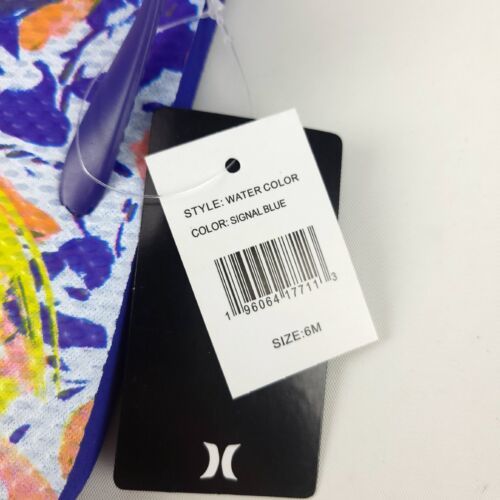 STYLE: WATER COLOR
COLOR: SIGNAL BLUE
1 96064 17711 3
SIZE:6M